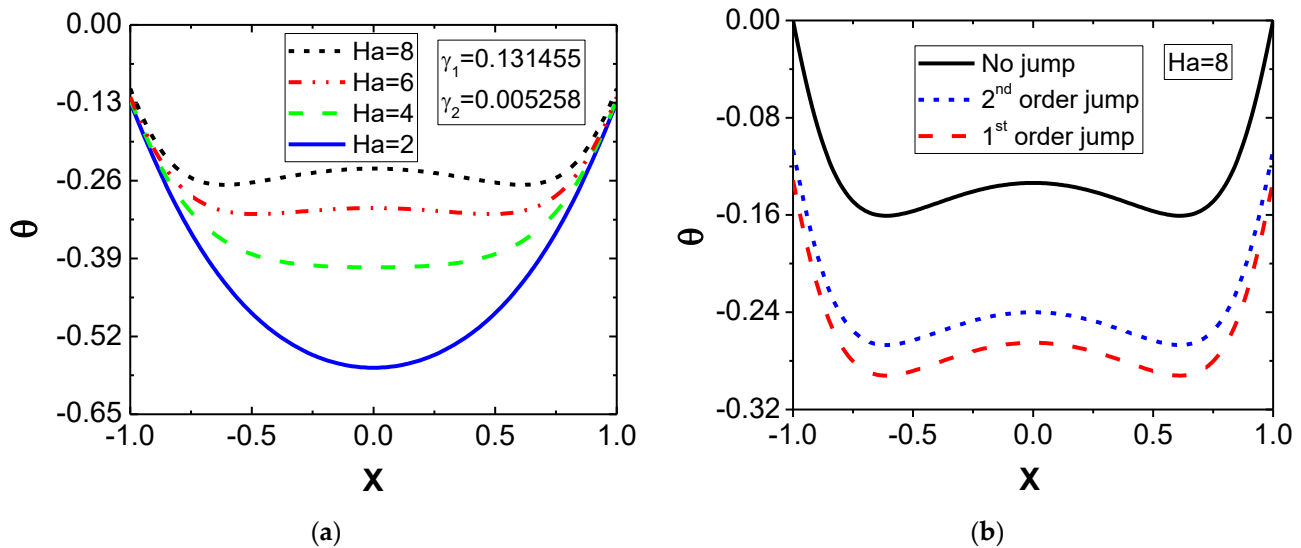 0.00
-0.13
-0.26
-0.39
-0.52
-0.65
θ
Ha=8
Ha=6
Ha=4
Ha=2
γ1=0.131455
γ2=0.005258
-1.0 -0.5 0.0 0.5 1.0
X
(a)
0.00
-0.08
-0.16
-0.24
-0.32
θ
No jump
2nd order jump
1st order jump
Ha=8
-1.0 -0.5 0.0 0.5 1.0
X
(b)